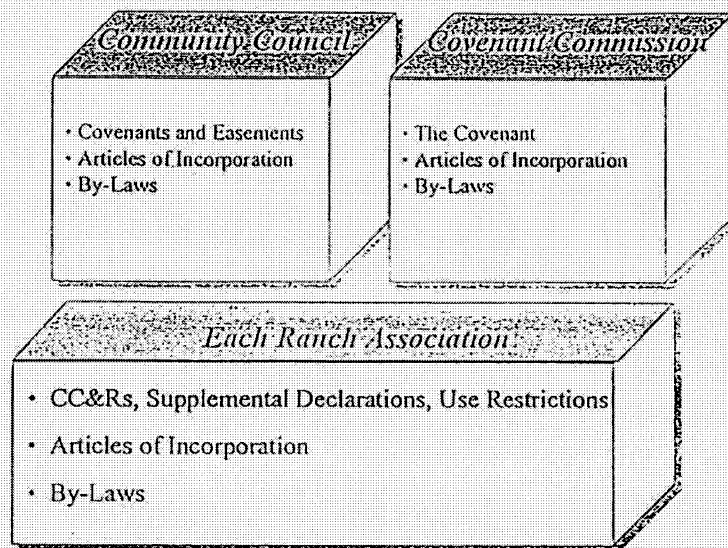 Community Council
Covenant Commission
• Covenants and Easements
• Articles of Incorporation
• By-Laws
• The Covenant
• Articles of Incorporation
• By-Laws
Each Ranch Association
• CC&Rs, Supplemental Declarations, Use Restrictions
• Articles of Incorporation
• By-Laws